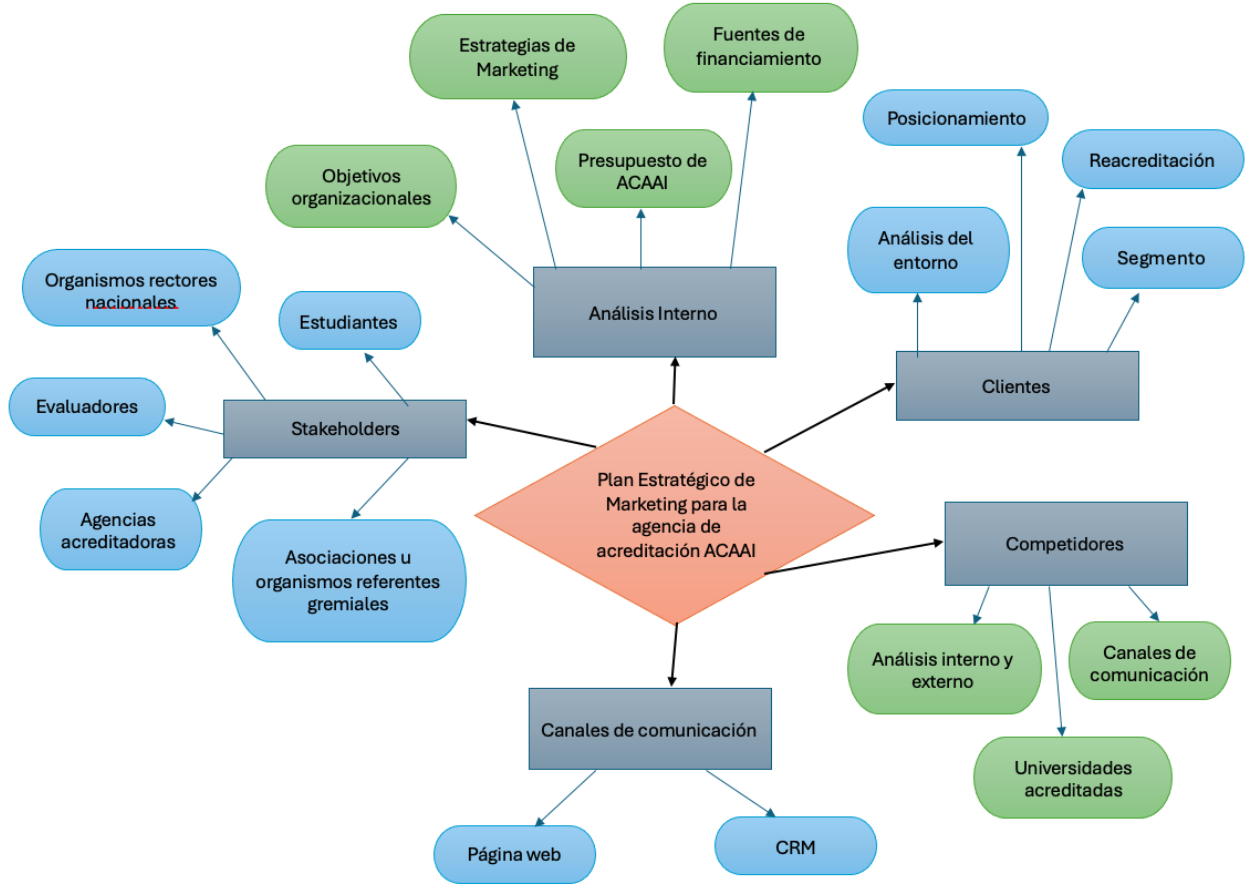 Estrategias de
Marketing
Fuentes de
financiamiento
Objetivos
organizacionales
Presupuesto de
ACAAI
Análisis Interno
Posicionamiento
Reacreditación
Análisis del
entorno
Segmento
Clientes
Organismos rectores
nacionales
Estudiantes
Evaluadores
Stakeholders
Agencias
acreditadoras
Asociaciones u
organismos referentes
gremiales
Plan Estratégico de
Marketing para la
agencia de
acreditación ACAAI
Competidores
Análisis interno y
externo
Canales de
comunicación
Universidades
acreditadas
Canales de comunicación
Página web
CRM